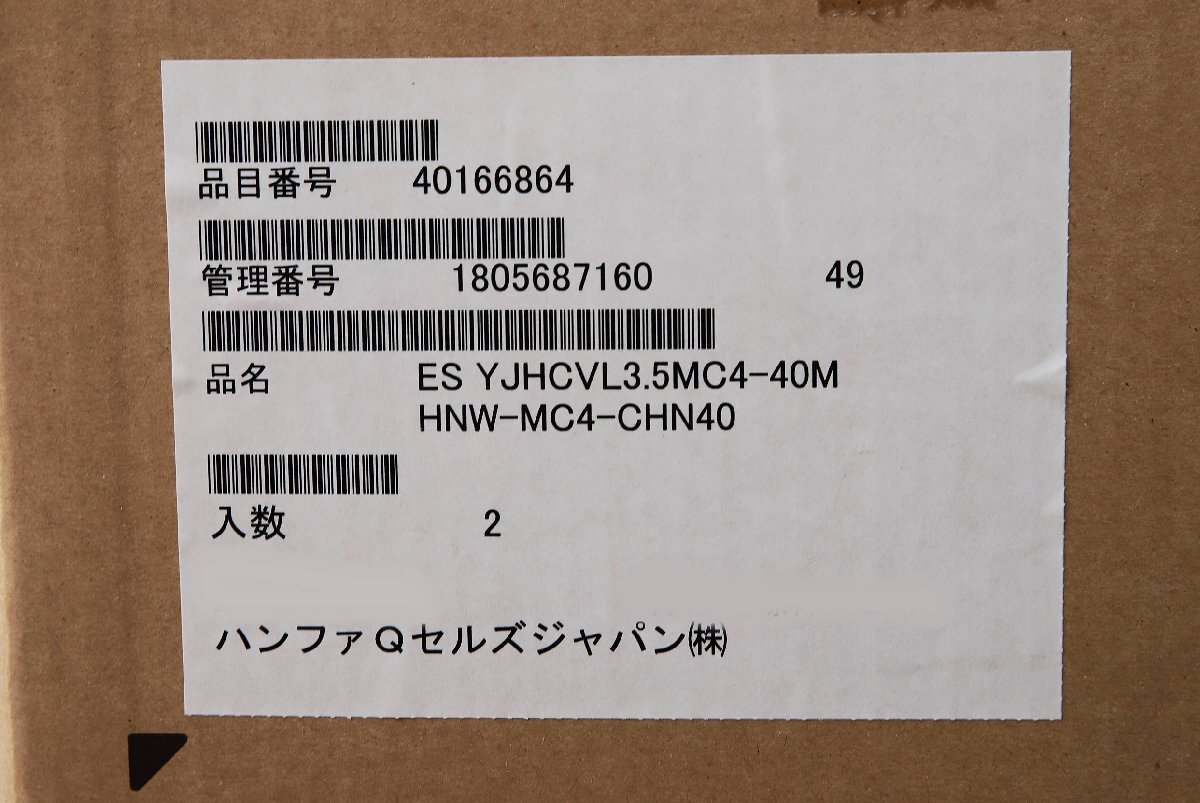 品目番号 40166864
管理番号 1805687160 49
品名 ES YJHCVL3.5MC4-40M
HNW-MC4-CHN40
入数 2
ハンファQセルズジャパン㈱